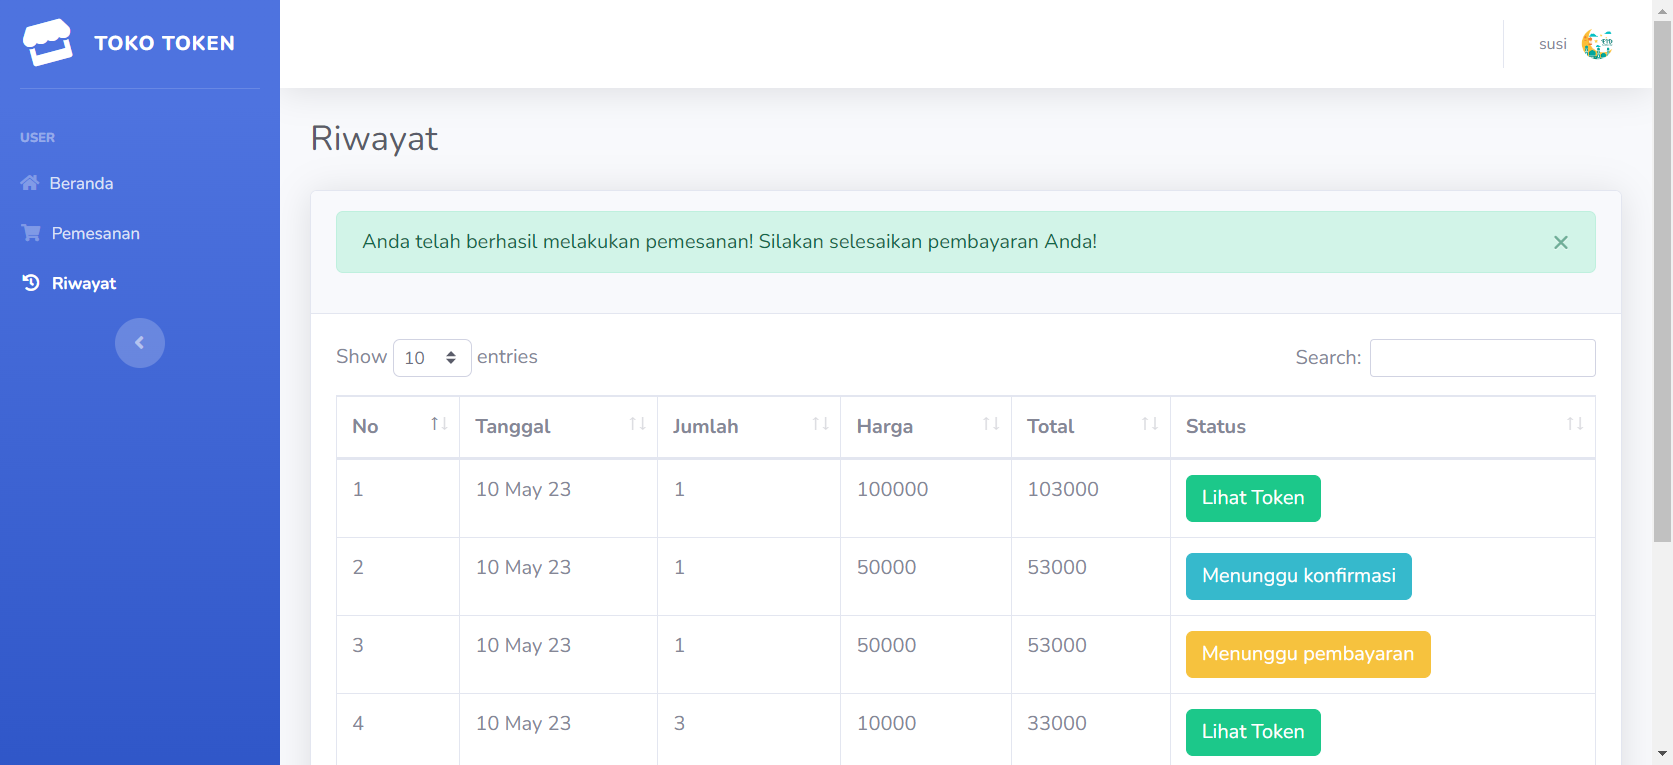 TOKO TOKEN
susi
USER
Beranda
Pemesanan
Riwayat
Riwayat
Anda telah berhasil melakukan pemesanan! Silakan selesaikan pembayaran Anda! ×
Show 10 entries Search:
No Tanggal Jumlah Harga Total Status
1 10 May 23 1 100000 103000 Lihat Token
2 10 May 23 1 50000 53000 Menunggu konfirmasi
3 10 May 23 1 50000 53000 Menunggu pembayaran
4 10 May 23 3 10000 33000 Lihat Token